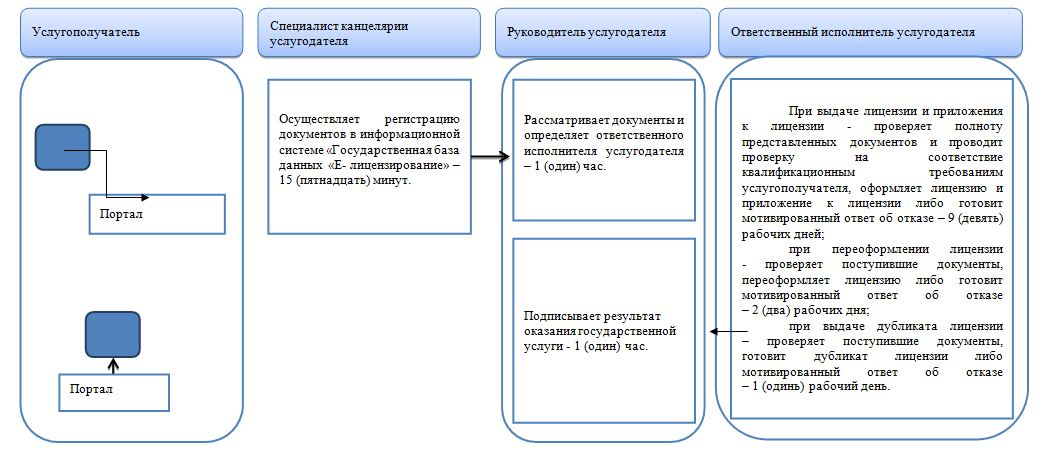 Услугополучатель
Специалист канцелярии
услугодателя
Руководитель услугодателя
Ответственный исполнитель услугодателя
Портал
Портал
Осуществляет регистрацию
документов в информационной
системе «Государственная база
данных «Е- лицензирование» –
15 (пятнадцать) минут.
Рассматривает документы и
определяет ответственного
исполнителя услугодателя
– 1 (один) час.
Подписывает результат
оказания государственной
услуги - 1 (один) час.
При выдаче лицензии и приложения
к лицензии - проверяет полноту
представленных документов и проводит
проверку на соответствие
квалификационным требованиям
услугополучателя, оформляет лицензию и
приложение к лицензии либо готовит
мотивированный ответ об отказе – 9 (девять)
рабочих дней;
при переоформлении лицензии
- проверяет поступившие документы,
переоформляет лицензию либо готовит
мотивированный ответ об отказе
– 2 (два) рабочих дня;
при выдаче дубликата лицензии
– проверяет поступившие документы,
готовит дубликат лицензии либо
мотивированный ответ об отказе
– 1 (одинь) рабочий день.